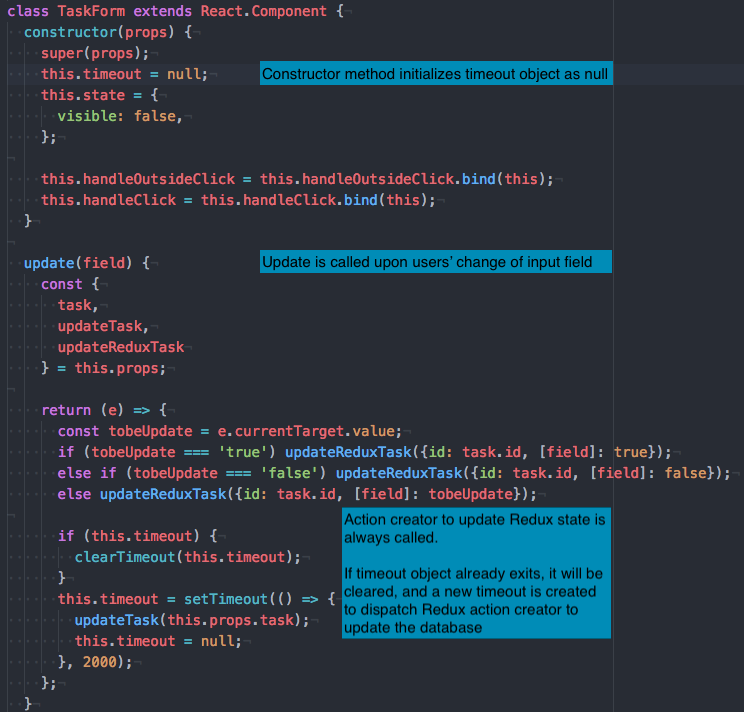 class TaskForm extends React.Component {
constructor(props) {
super(props);
this.timeout = null;
Constructor method initializes timeout object as null
this.state = {
visible: false,
};
this.handleOutsideClick = this.handleOutsideClick.bind(this);
this.handleClick = this.handleClick.bind(this);
}
update(field) {
Update is called upon users' change of input field
const {
task,
updateTask,
updateReduxTask
} = this.props;
return (e) => {
const tobeUpdate = e.currentTarget.value;
if (tobeUpdate === 'true') updateReduxTask({id: task.id, [field]: true});
else if (tobeUpdate === 'false') updateReduxTask({id: task.id, [field]: false});
else updateReduxTask({id: task.id, [field]: tobeUpdate});
if (this.timeout) {
clearTimeout(this.timeout);
}
this.timeout = setTimeout(() => {
updateTask(this.props.task);
this.timeout = null;
}, 2000);
};
}
Action creator to update Redux state is
always called.
If timeout object already exits, it will be
cleared, and a new timeout is created
to dispatch Redux action creator to
update the database